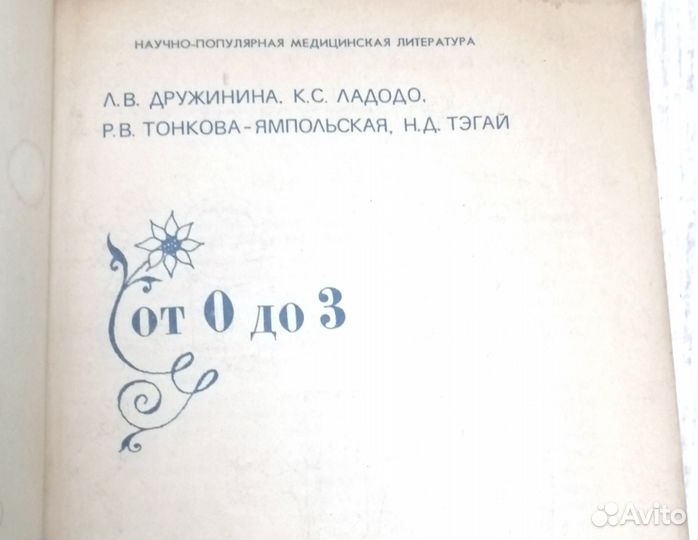 НАУЧНО-ПОПУЛЯРНАЯ МЕДИЦИНСКАЯ ЛИТЕРАТУРА
Л.В. ДРУЖИНИНА, К.С. ЛАДОДО,
Р.В. ТОНКОВА-ЯМПОЛЬСКАЯ, Н.Д. ТЭГАЙ
от 0 до 3
Avito